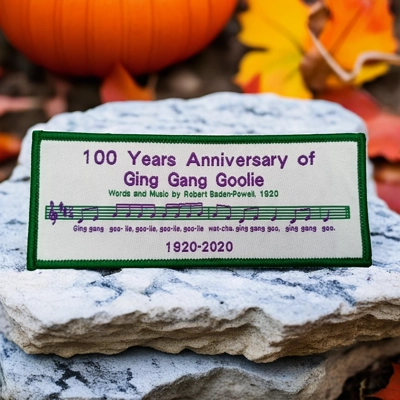 100 Years Anniversary of
Ging Gang Goolie
Words and Music by Robert Baden-Powell, 1920
Ging gang goo- lie, goo-lie, goo-lie, goo-lie wat-cha, ging gang goo, ging gang goo.
1920-2020